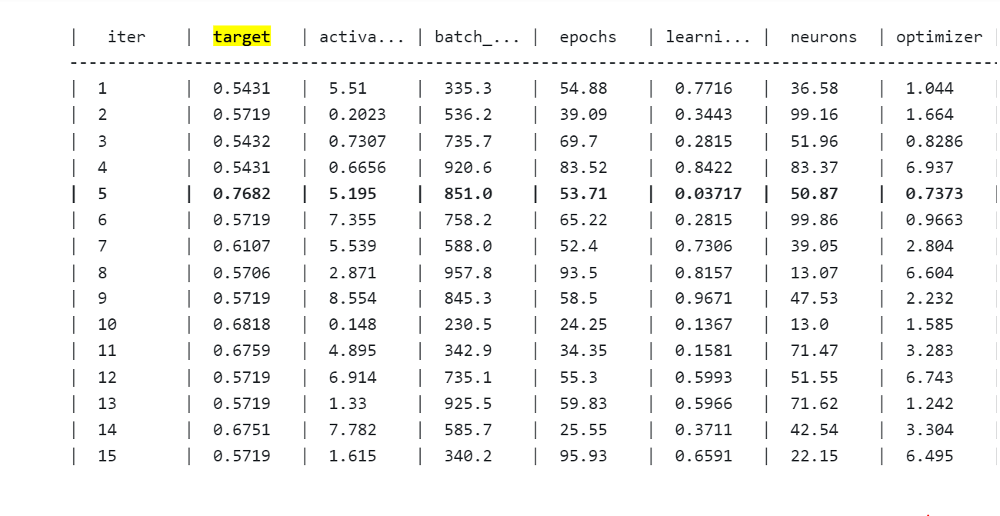 |   iter    |  target   | activa... | batch_... |  epochs   | learni... |  neurons  | optimizer |
-------------------------------------------------------------------------------------------------
|  1        |  0.5431   |  5.51     |  335.3    |  54.88    |  0.7716   |  36.58    |  1.044    |
|  2        |  0.5719   |  0.2023   |  536.2    |  39.09    |  0.3443   |  99.16    |  1.664    |
|  3        |  0.5432   |  0.7307   |  735.7    |  69.7     |  0.2815   |  51.96    |  0.8286   |
|  4        |  0.5431   |  0.6656   |  920.6    |  83.52    |  0.8422   |  83.37    |  6.937    |
|  5        |  0.7682   |  5.195    |  851.0    |  53.71    |  0.03717  |  50.87    |  0.7373   |
|  6        |  0.5719   |  7.355    |  758.2    |  65.22    |  0.2815   |  99.86    |  0.9663   |
|  7        |  0.6107   |  5.539    |  588.0    |  52.4     |  0.7306   |  39.05    |  2.804    |
|  8        |  0.5706   |  2.871    |  957.8    |  93.5     |  0.8157   |  13.07    |  6.604    |
|  9        |  0.5719   |  8.554    |  845.3    |  58.5     |  0.9671   |  47.53    |  2.232    |
|  10       |  0.6818   |  0.148    |  230.5    |  24.25    |  0.1367   |  13.0     |  1.585    |
|  11       |  0.6759   |  4.895    |  342.9    |  34.35    |  0.1581   |  71.47    |  3.283    |
|  12       |  0.5719   |  6.914    |  735.1    |  55.3     |  0.5993   |  51.55    |  6.743    |
|  13       |  0.5719   |  1.33     |  925.5    |  59.83    |  0.5966   |  71.62    |  1.242    |
|  14       |  0.6751   |  7.782    |  585.7    |  25.55    |  0.3711   |  42.54    |  3.304    |
|  15       |  0.5719   |  1.615    |  340.2    |  95.93    |  0.6591   |  22.15    |  6.495    |